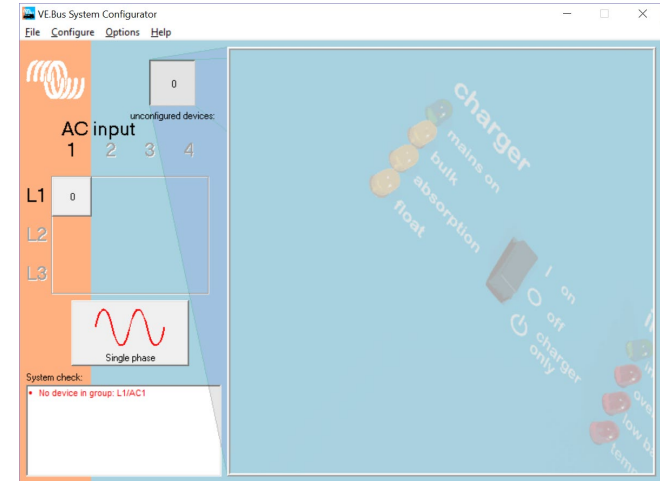 VE.Bus System Configurator
File Configure Options Help
0
unconfigured devices:
AC input
1 2 3 4
L1 0
L2
L3
Single phase
System check:
• No device in group: L1/AC1
charger
mains on
bulk
absorption
float
I on
O off
charger
only